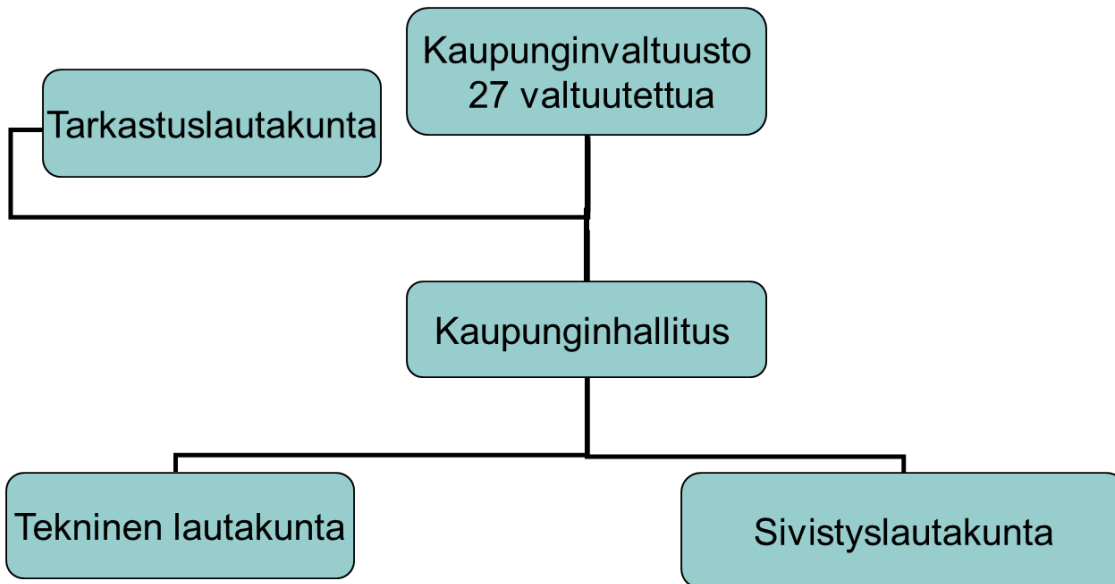 Kaupunginvaltuusto
27 valtuutettua
Tarkastuslautakunta
Kaupunginhallitus
Tekninen lautakunta
Sivistyslautakunta